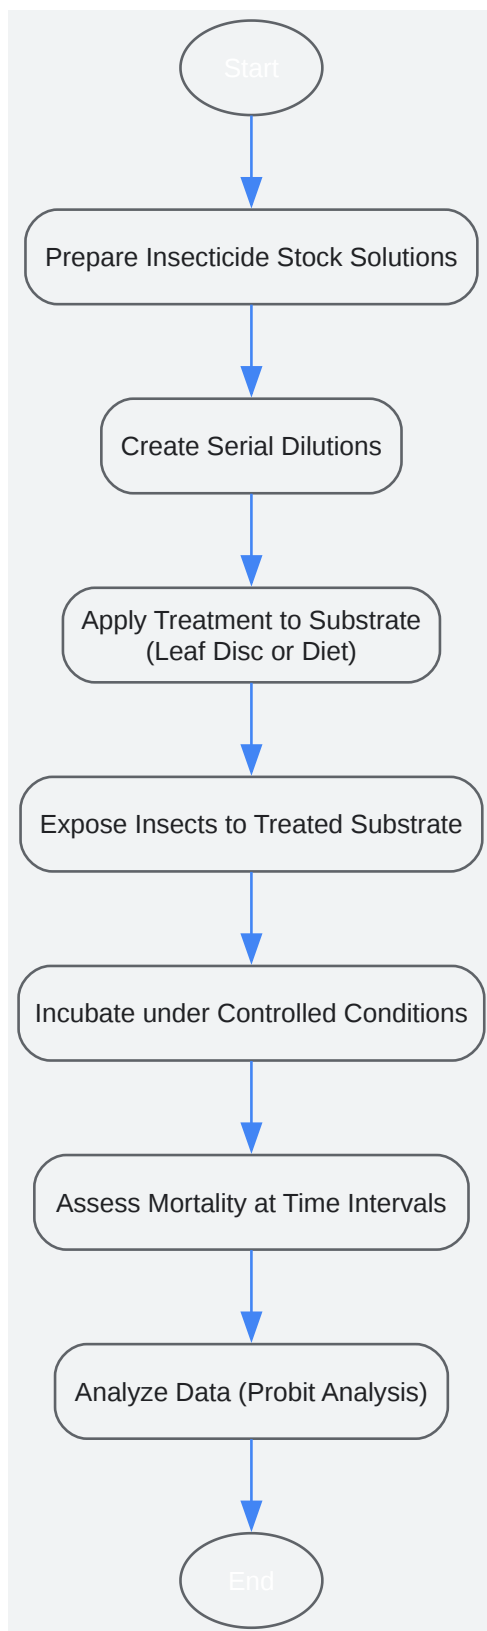 Start
Prepare Insecticide Stock Solutions
Create Serial Dilutions
Apply Treatment to Substrate
(Leaf Disc or Diet)
Expose Insects to Treated Substrate
Incubate under Controlled Conditions
Assess Mortality at Time Intervals
Analyze Data (Probit Analysis)
End